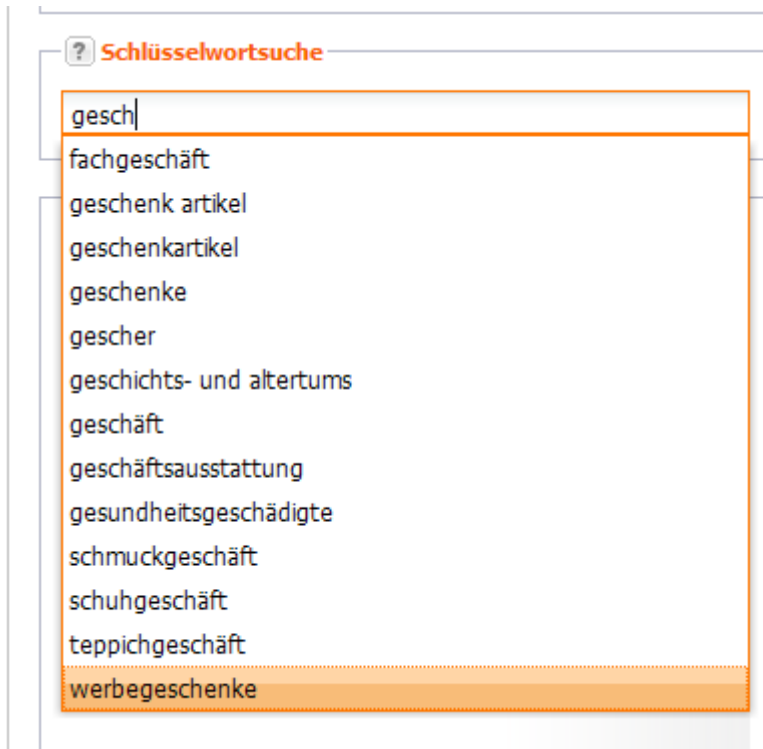 ? Schlüsselwortsuche
gesch
fachgeschäft
geschenk artikel
geschenkartikel
geschenke
gescher
geschichts- und altertums
geschäft
geschäftsausstattung
gesundheitsgeschädigte
schmuckgeschäft
schuhgeschäft
teppichgeschäft
werbegeschenke